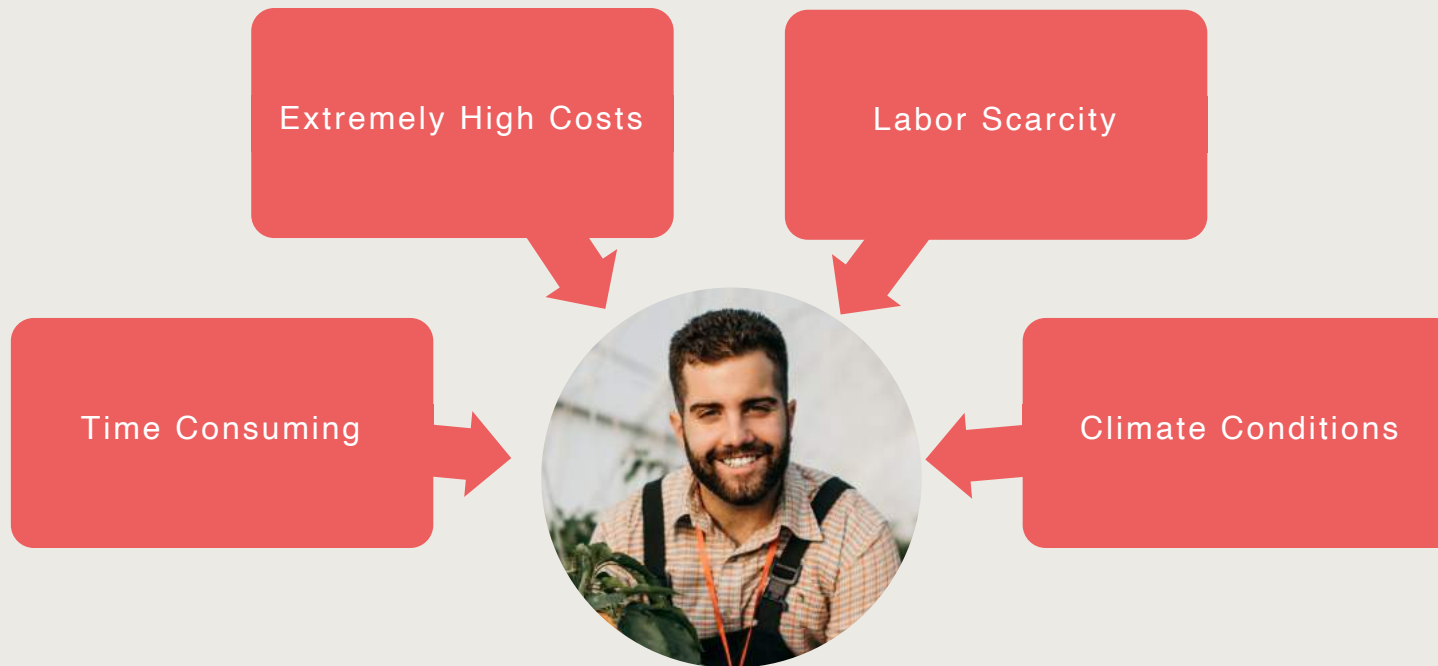 Extremely High Costs
Labor Scarcity
Time Consuming
Climate Conditions